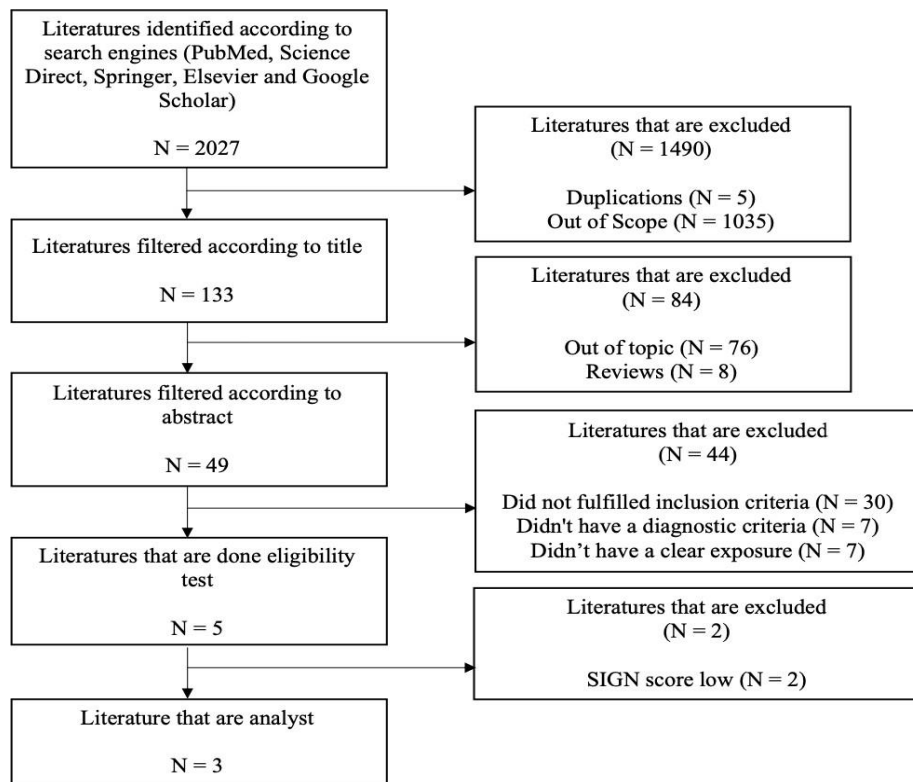 Literatures identified according to
search engines (PubMed, Science
Direct, Springer, Elsevier and Google
Scholar)
N = 2027
Literatures that are excluded
(N = 1490)
Duplications (N = 5)
Out of Scope (N = 1035)
Literatures filtered according to title
N = 133
Literatures that are excluded
(N = 84)
Out of topic (N = 76)
Reviews (N = 8)
Literatures filtered according to
abstract
N = 49
Literatures that are excluded
(N = 44)
Did not fulfilled inclusion criteria (N = 30)
Didn't have a diagnostic criteria (N = 7)
Didn’t have a clear exposure (N = 7)
Literatures that are done eligibility
test
N = 5
Literatures that are excluded
(N = 2)
SIGN score low (N = 2)
Literature that are analyst
N = 3